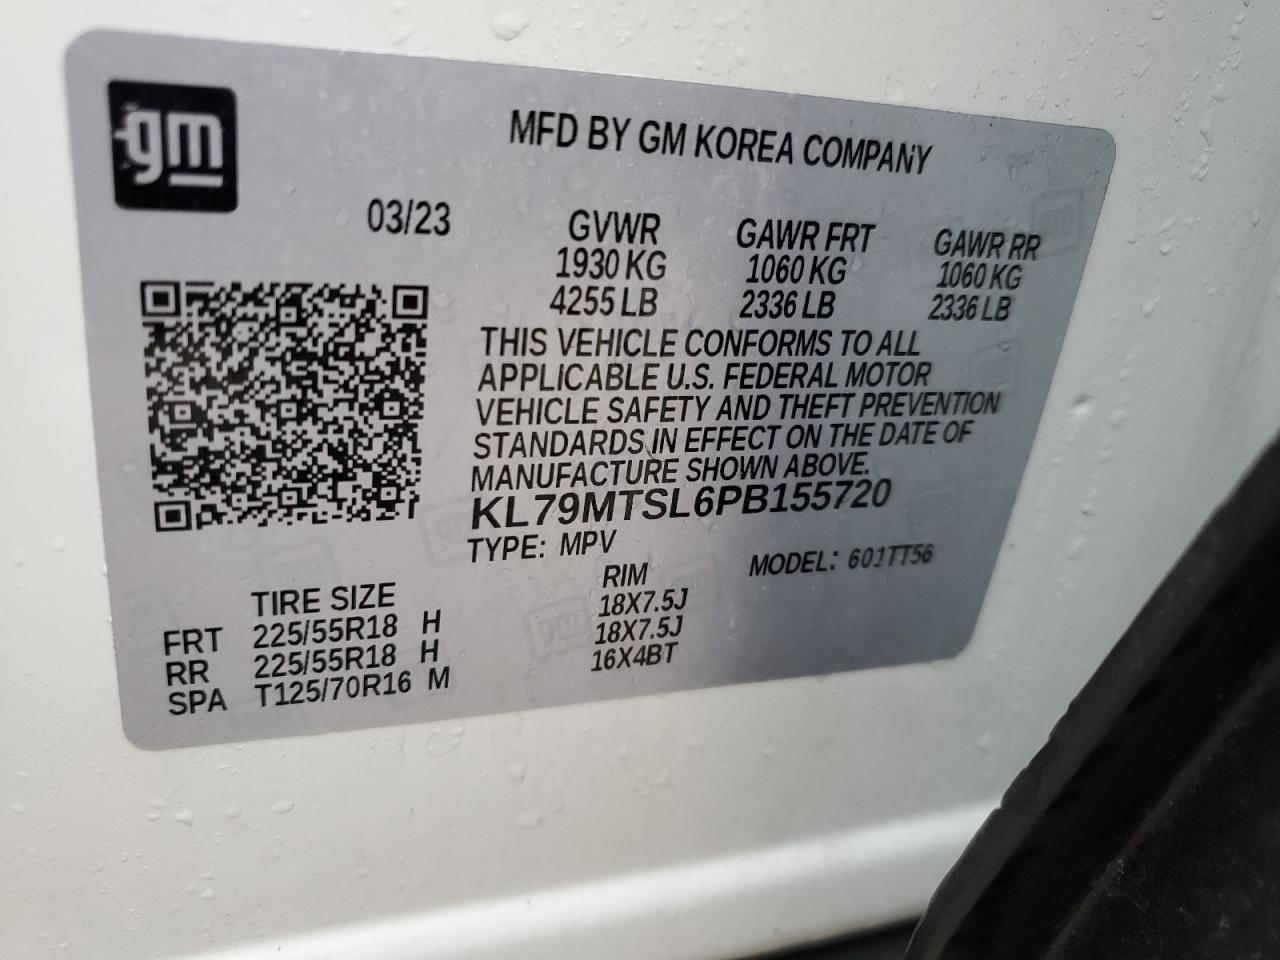 gm
MFD BY GM KOREA COMPANY
03/23 GVWR GAWR FRT GAWR RR
1930 KG 1060 KG 1060 KG
4255 LB 2336 LB 2336 LB
THIS VEHICLE CONFORMS TO ALL
APPLICABLE U.S. FEDERAL MOTOR
VEHICLE SAFETY AND THEFT PREVENTION
STANDARDS IN EFFECT ON THE DATE OF
MANUFACTURE SHOWN ABOVE.
KL79MTSL6PB155720
TYPE: MPV MODEL: 601TT56
TIRE SIZE RIM
FRT 225/55R18 H 18X7.5J
RR 225/55R18 H 18X7.5J
SPA T125/70R16 M 16X4BT